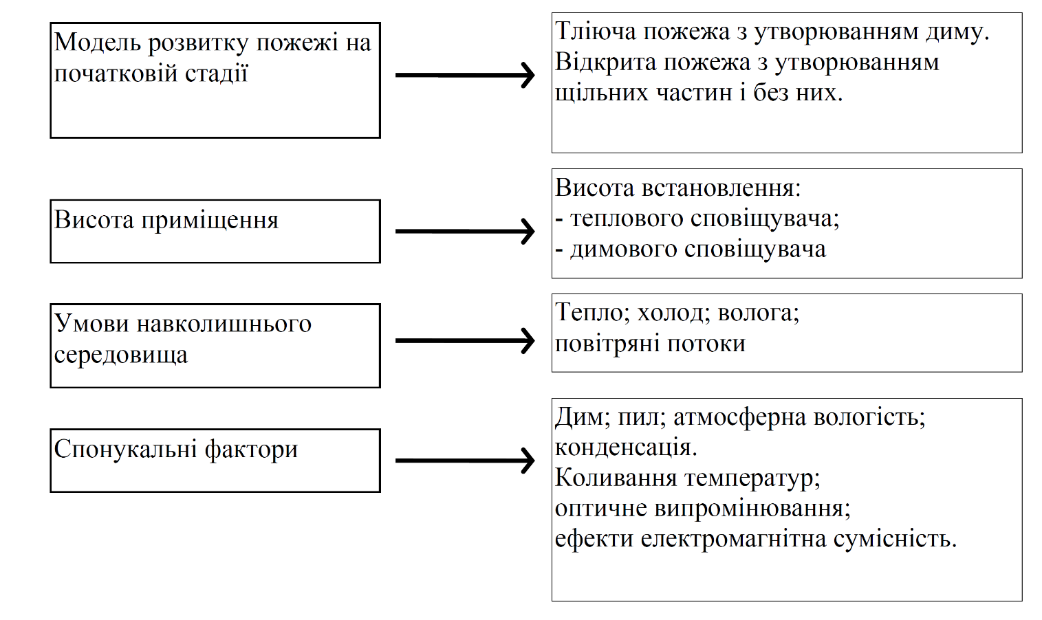 Модель розвитку пожежі на
початковій стадії
Тліюча пожежа з утворюванням диму.
Відкрита пожежа з утворюванням
щільних частин і без них.
Висота приміщення
Висота встановлення:
- теплового сповіщувача;
- димового сповіщувача
Умови навколишнього
середовища
Тепло; холод; волога;
повітряні потоки
Спонукальні фактори
Дим; пил; атмосферна вологість;
конденсація.
Коливання температур;
оптичне випромінювання;
ефекти електромагнітна сумісність.